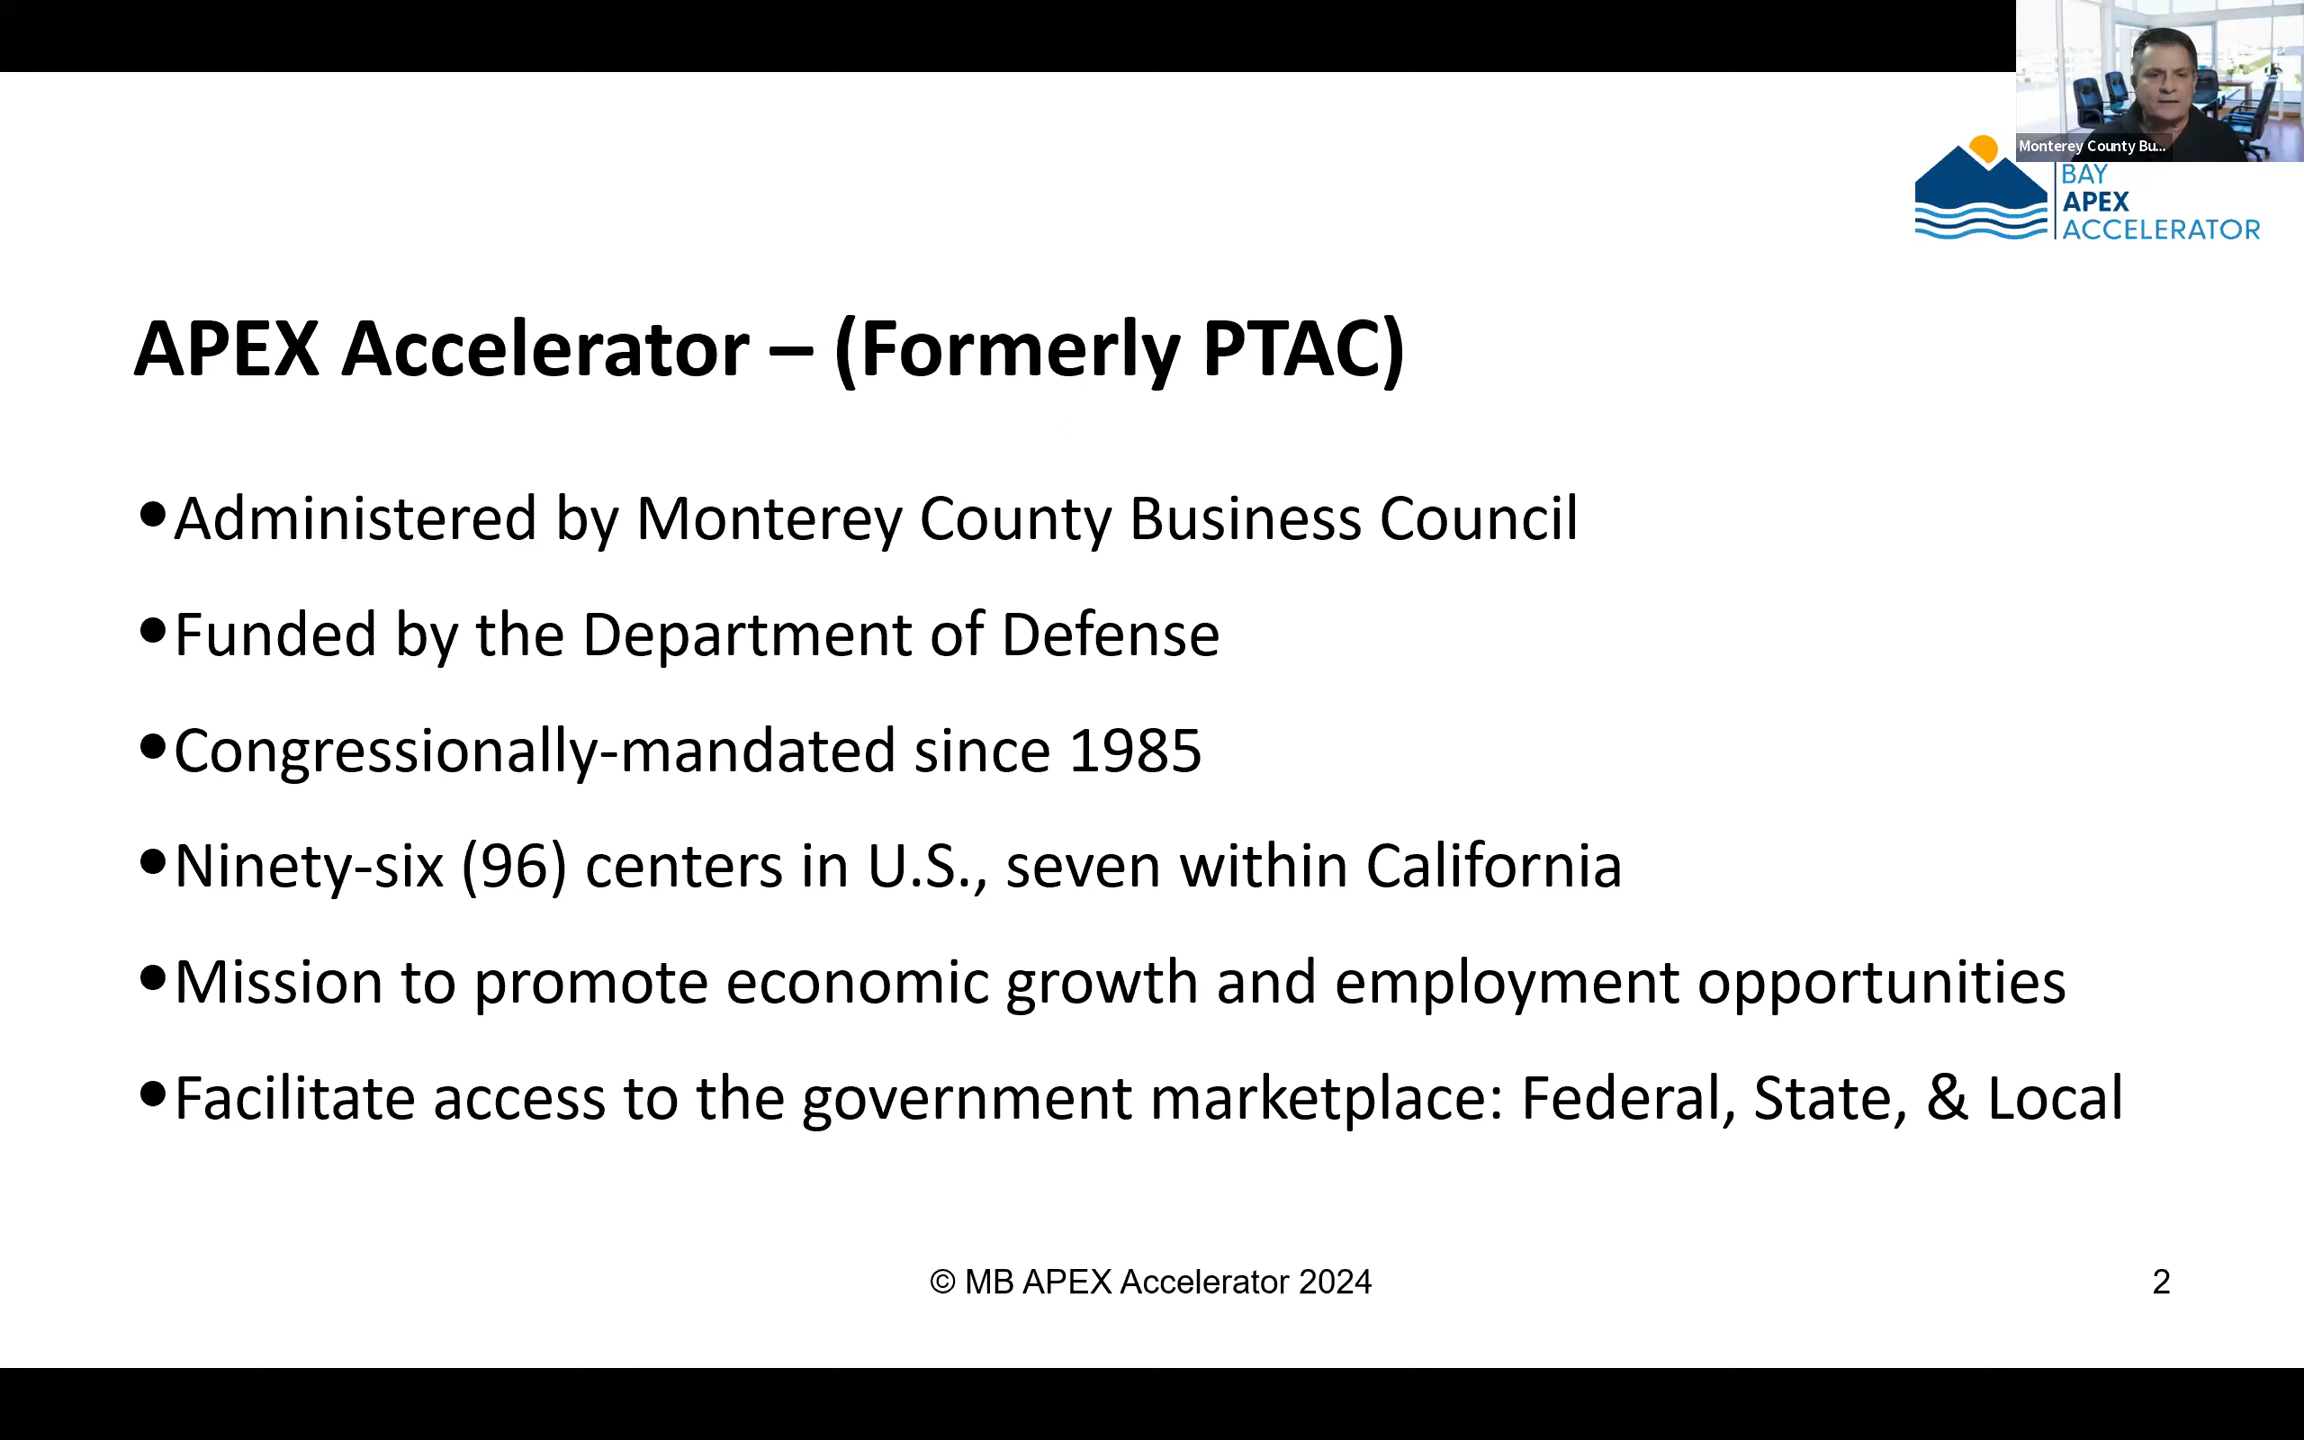 Monterey County Bu...
BAY
APEX
ACCELERATOR
APEX Accelerator – (Formerly PTAC)
•Administered by Monterey County Business Council
•Funded by the Department of Defense
•Congressionally-mandated since 1985
•Ninety-six (96) centers in U.S., seven within California
•Mission to promote economic growth and employment opportunities
•Facilitate access to the government marketplace: Federal, State, & Local
© MB APEX Accelerator 2024
2